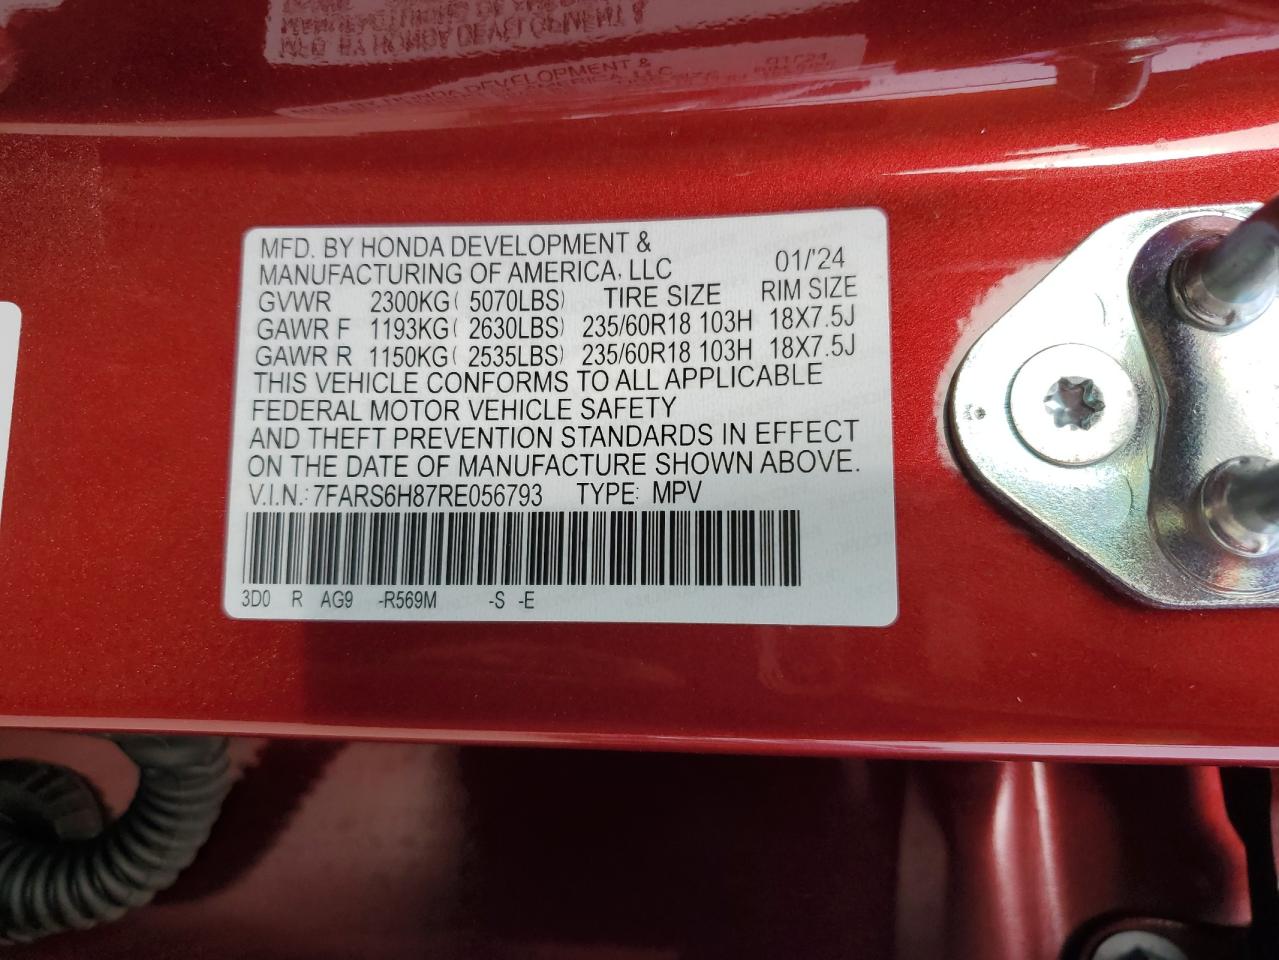 MFD. BY HONDA DEVELOPMENT &
MANUFACTURING OF AMERICA, LLC 01/'24
GVWR 2300KG( 5070LBS) TIRE SIZE RIM SIZE
GAWR F 1193KG( 2630LBS) 235/60R18 103H 18X7.5J
GAWR R 1150KG( 2535LBS) 235/60R18 103H 18X7.5J
THIS VEHICLE CONFORMS TO ALL APPLICABLE
FEDERAL MOTOR VEHICLE SAFETY
AND THEFT PREVENTION STANDARDS IN EFFECT
ON THE DATE OF MANUFACTURE SHOWN ABOVE.
V.I.N.: 7FARS6H87RE056793 TYPE: MPV
3D0 R AG9 -R569M -S -E